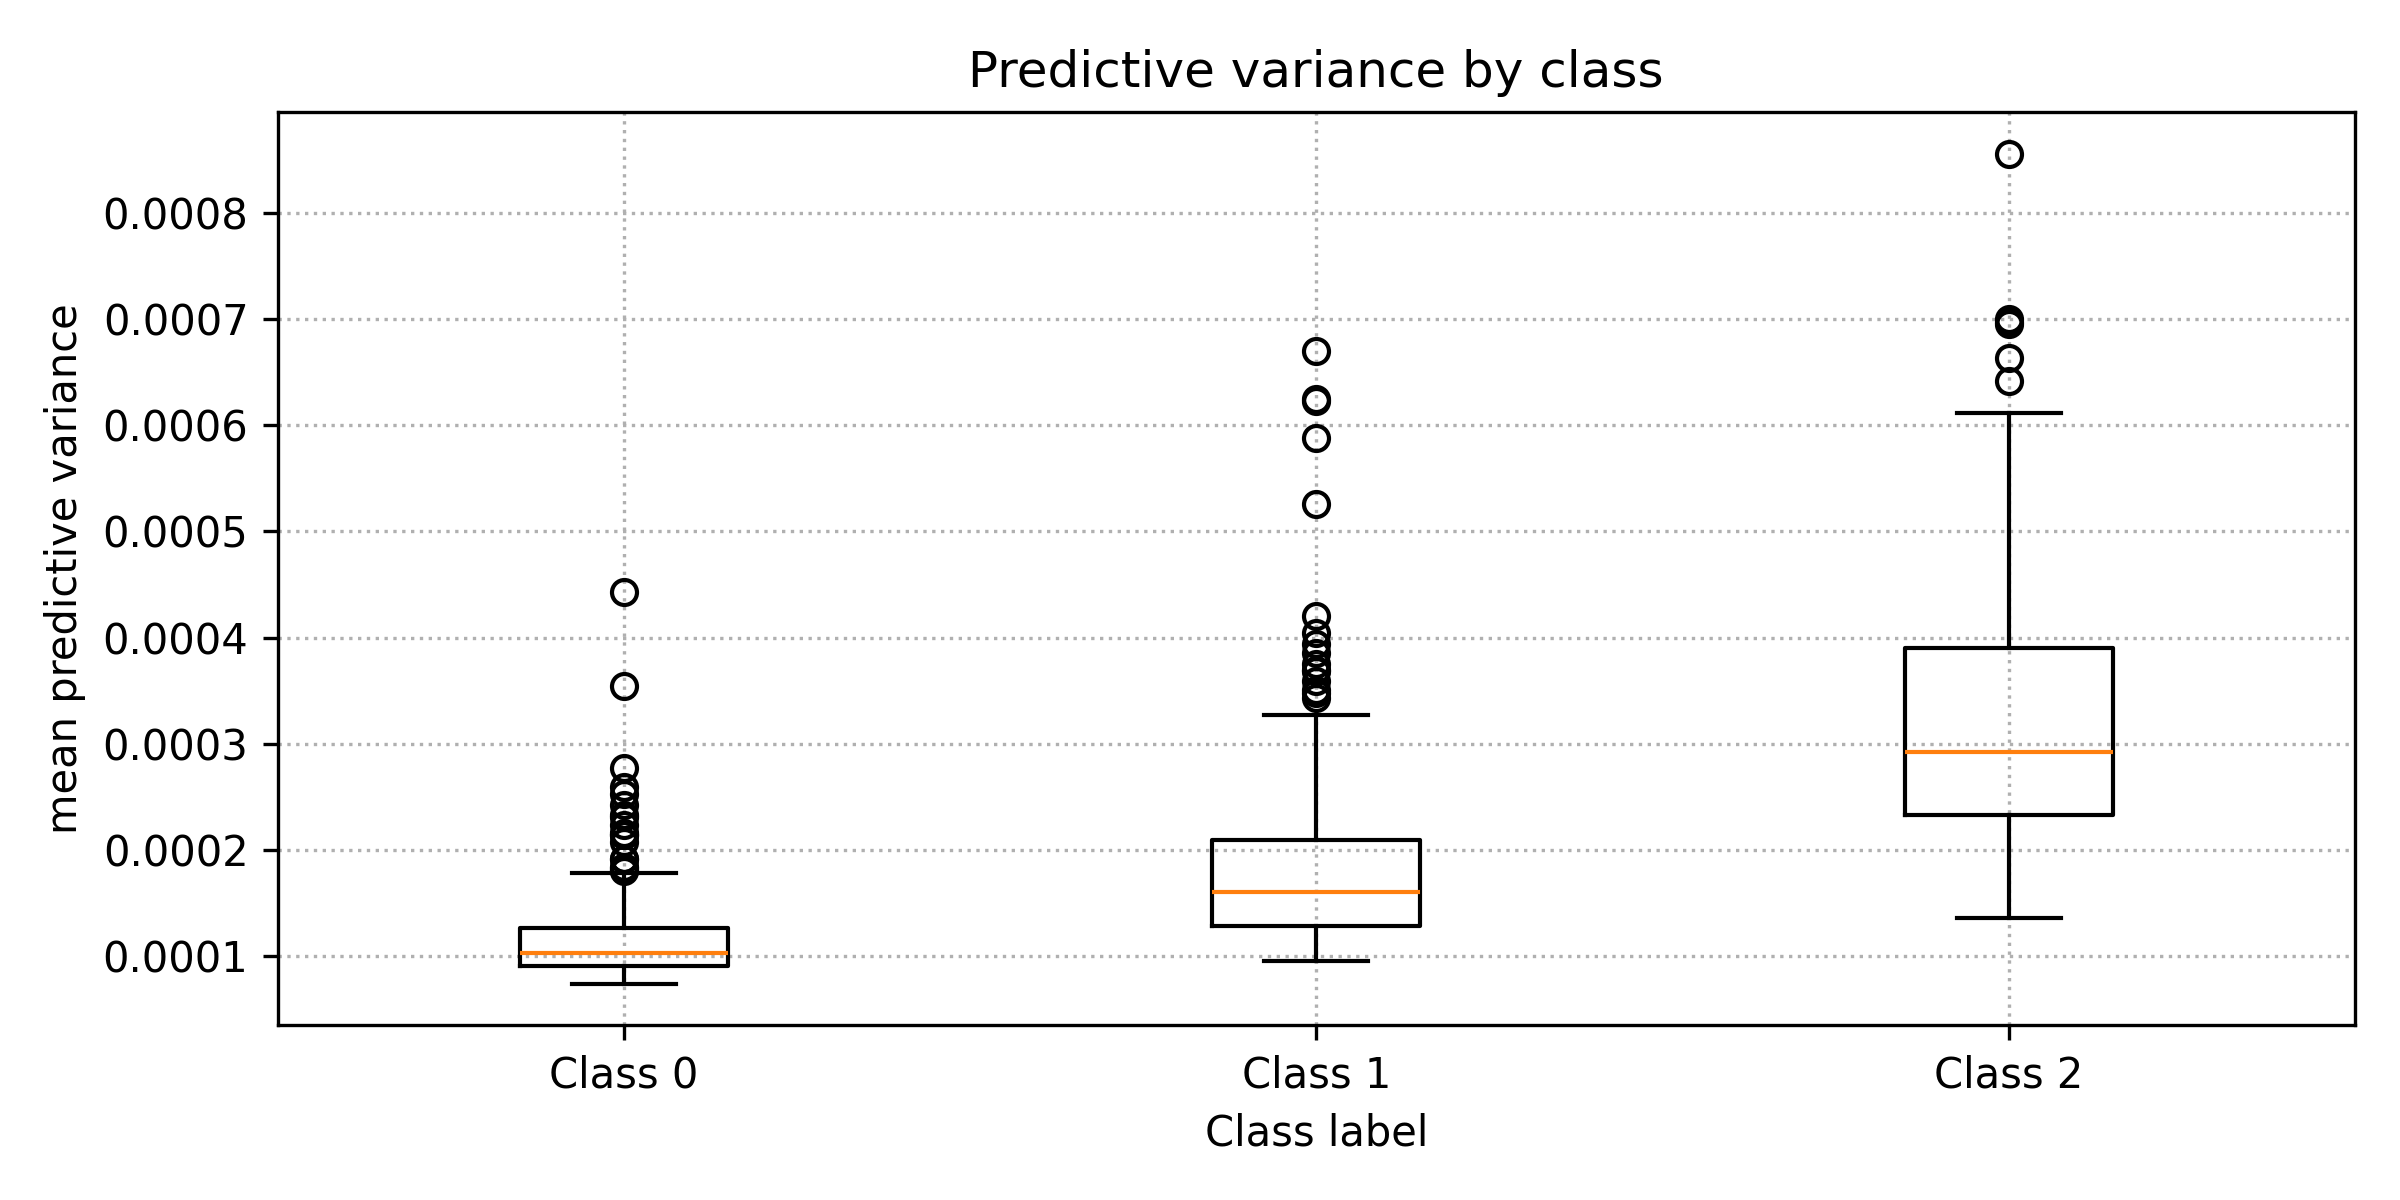 Predictive variance by class
mean predictive variance
0.0008
0.0007
0.0006
0.0005
0.0004
0.0003
0.0002
0.0001
Class 0
Class 1
Class 2
Class label